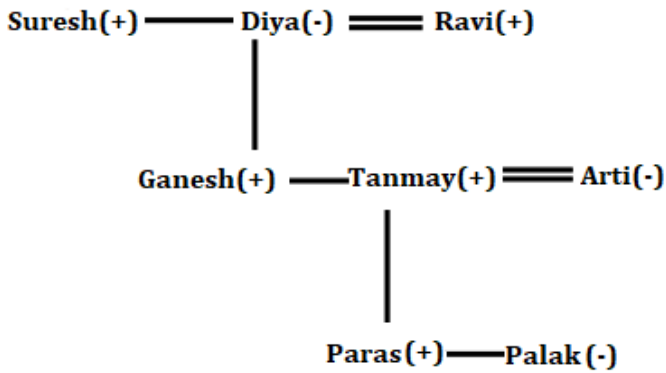 Suresh(+) Diya(-) Ravi(+)
Ganesh(+) Tanmay(+) Arti(-)
Paras(+) Palak(-)